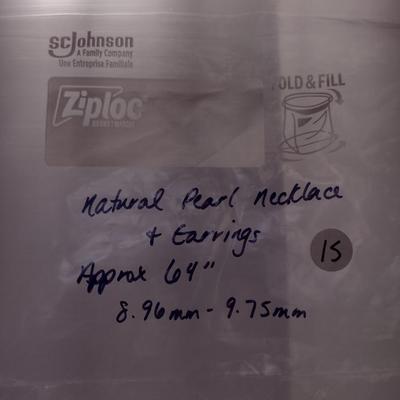 scJohnson
A Family Company
Une Entreprise Familiale
Ziploc
FOLD & FILL
Natural Pearl Necklace
+ Earrings
Approx 64"
15
8.96mm - 9.75mm